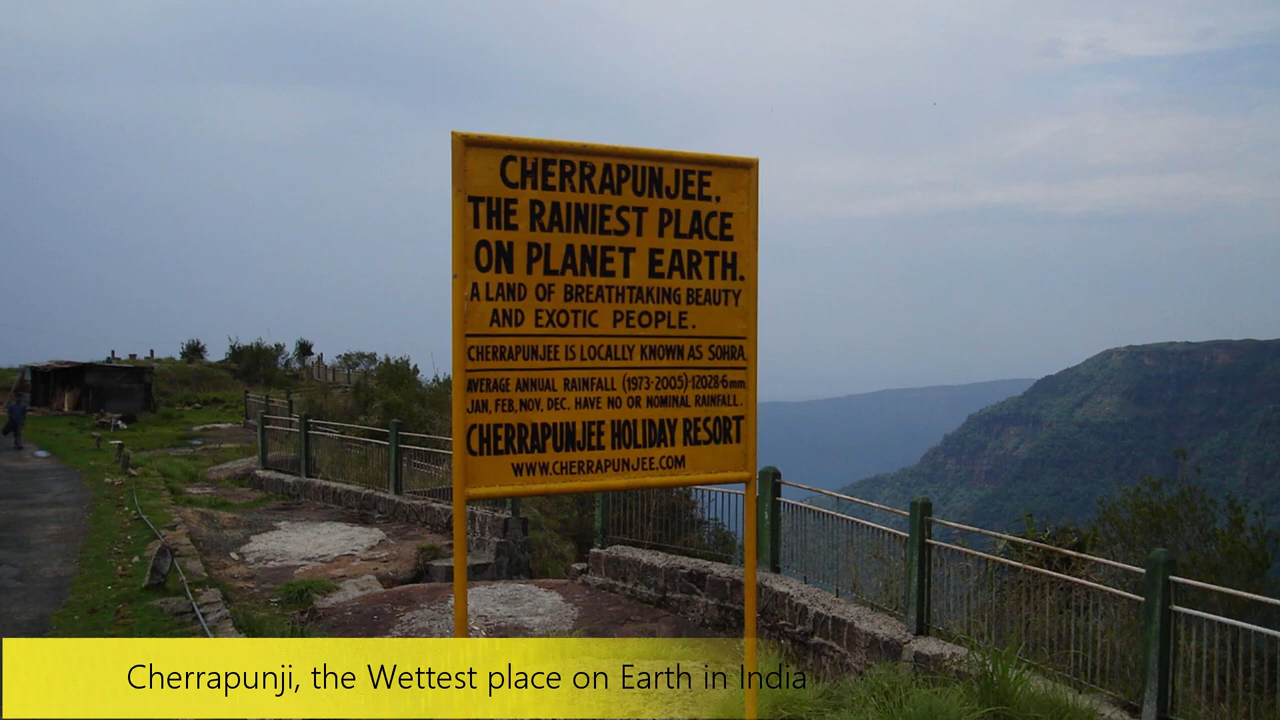 CHERRAPUNJEE.
THE RAINIEST PLACE
ON PLANET EARTH.
A LAND OF BREATHTAKING BEAUTY
AND EXOTIC PEOPLE.
CHERRAPUNJEE IS LOCALLY KNOWN AS SOHRA.
AVERAGE ANNUAL RAINFALL (1973-2005)-12028·6mm
JAN, FEB, NOV, DEC. HAVE NO OR NOMINAL RAINFALL.
CHERRAPUNJEE HOLIDAY RESORT
WWW.CHERRAPUNJEE.COM
Cherrapunji, the Wettest place on Earth in India